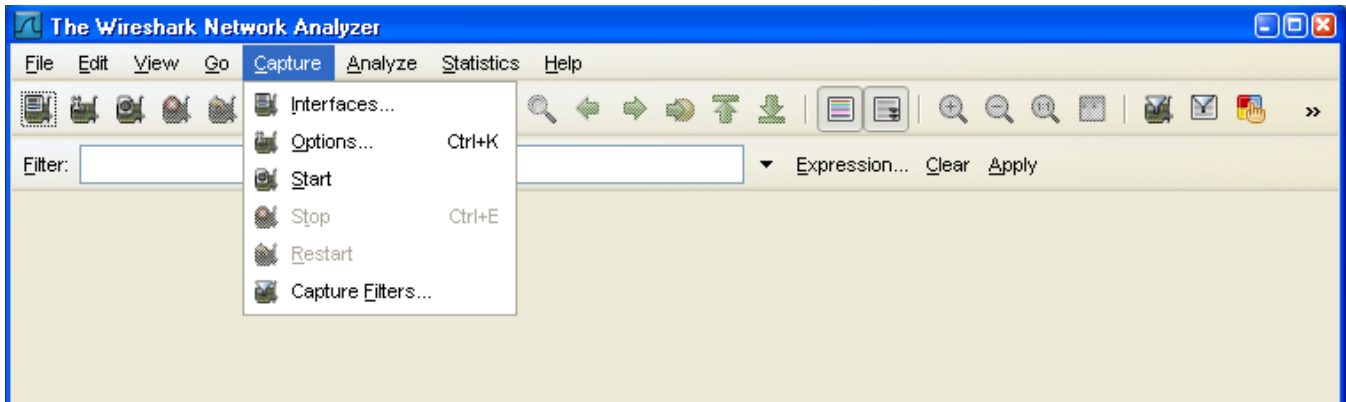 The Wireshark Network Analyzer
File Edit View Go Capture Analyze Statistics Help
Interfaces...
Options... Ctrl+K
Start
Stop Ctrl+E
Restart
Capture Filters...
»
Filter: Expression... Clear Apply